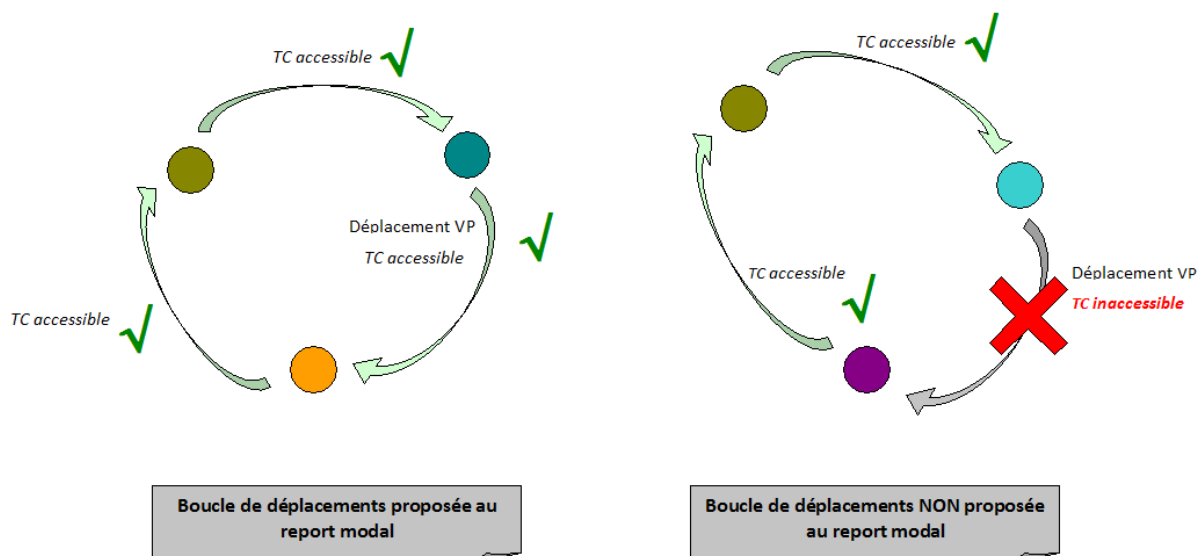 TC accessible
Déplacement VP
TC accessible
TC accessible
Boucle de déplacements proposée au
report modal
TC accessible
TC accessible
Déplacement VP
TC inaccessible
Boucle de déplacements NON proposée
au report modal